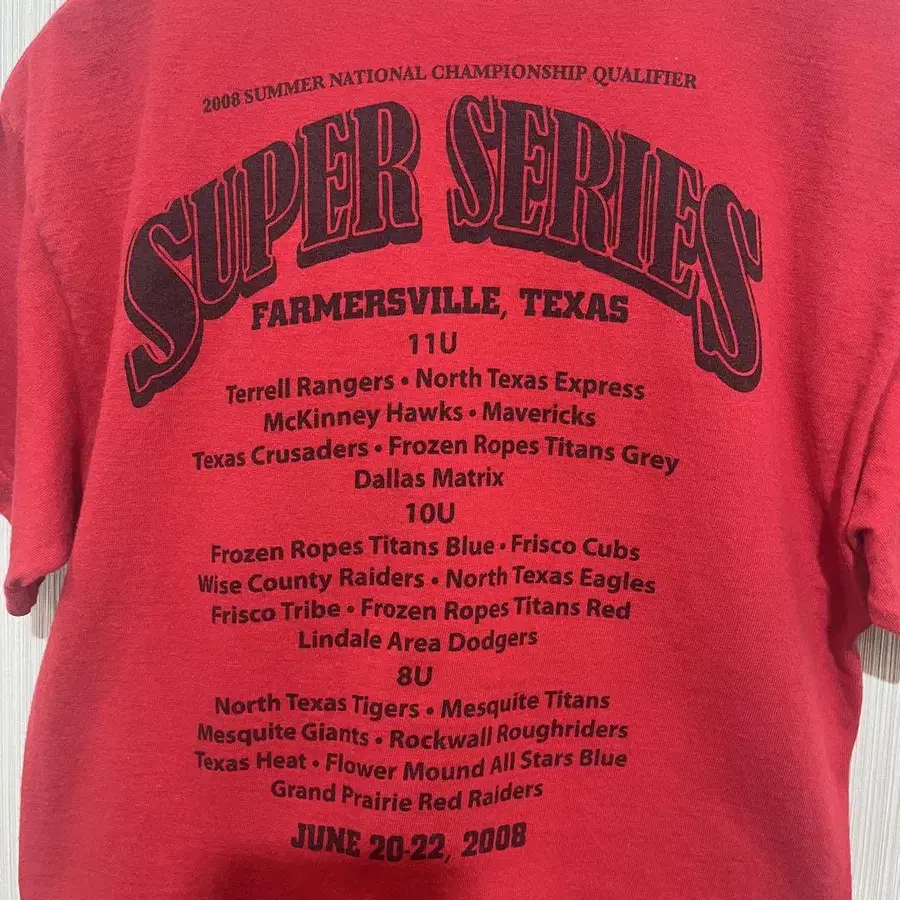 2008 SUMMER NATIONAL CHAMPIONSHIP QUALIFIER
SUPER SERIES
FARMERSVILLE, TEXAS
11U
Terrell Rangers • North Texas Express
McKinney Hawks • Mavericks
Texas Crusaders • Frozen Ropes Titans Grey
Dallas Matrix
10U
Frozen Ropes Titans Blue • Frisco Cubs
Wise County Raiders • North Texas Eagles
Frisco Tribe • Frozen Ropes Titans Red
Lindale Area Dodgers
8U
North Texas Tigers • Mesquite Titans
Mesquite Giants • Rockwall Roughriders
Texas Heat • Flower Mound All Stars Blue
Grand Prairie Red Raiders
JUNE 20-22, 2008